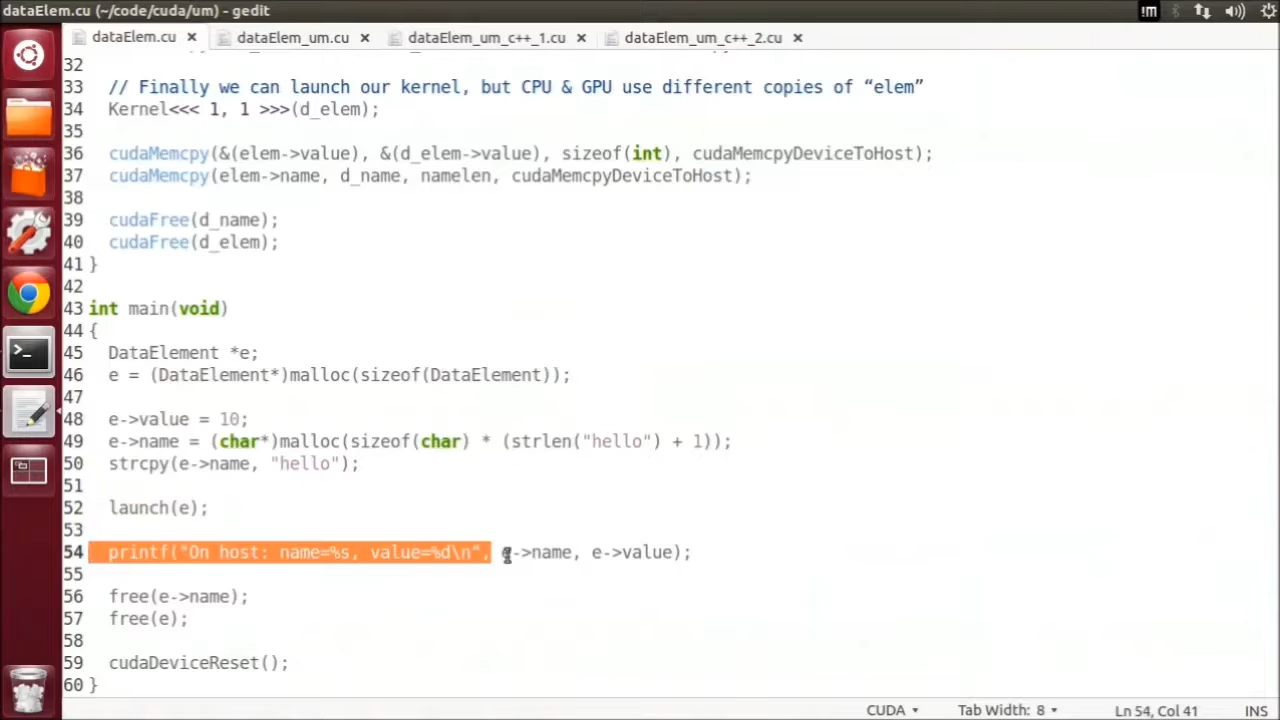 dataElem.cu (~/code/cuda/um) - gedit
dataElem.cu × dataElem_um.cu × dataElem_um_c++_1.cu × dataElem_um_c++_2.cu ×
32
33 // Finally we can launch our kernel, but CPU & GPU use different copies of “elem”
34 Kernel<<< 1, 1 >>>(d_elem);
35
36 cudaMemcpy(&(elem->value), &(d_elem->value), sizeof(int), cudaMemcpyDeviceToHost);
37 cudaMemcpy(elem->name, d_name, namelen, cudaMemcpyDeviceToHost);
38
39 cudaFree(d_name);
40 cudaFree(d_elem);
41 }
42
43 int main(void)
44 {
45 DataElement *e;
46 e = (DataElement*)malloc(sizeof(DataElement));
47
48 e->value = 10;
49 e->name = (char*)malloc(sizeof(char) * (strlen("hello") + 1));
50 strcpy(e->name, "hello");
51
52 launch(e);
53
54 printf("On host: name=%s, value=%d\n", e->name, e->value);
55
56 free(e->name);
57 free(e);
58
59 cudaDeviceReset();
60 }
CUDA Tab Width: 8 Ln 54, Col 41 INS